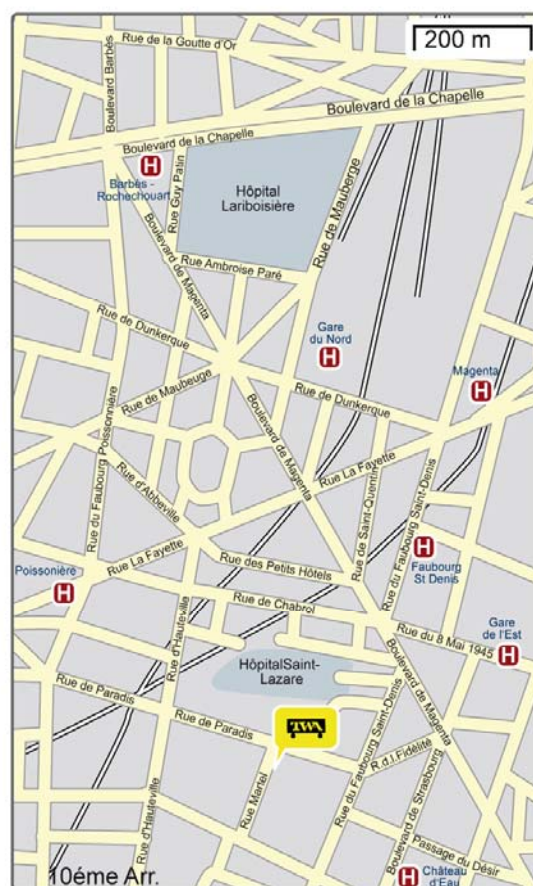 200 m
Rue de la Goutte d'Or
Boulevard Barbès
Boulevard de la Chapelle
Boulevard de la Chapelle
H
Barbès -
Rochechouart
Rue Guy Patin
Hôpital
Lariboisière
Rue de Mauberge
Boulevard de Magenta
Rue Ambroise Paré
Rue de Dunkerque
Gare
du Nord
H
Magenta
H
Rue de Maubeuge
Rue de Dunkerque
Rue du Faubourg Poissonnière
Boulevard de Magenta
Rue d'Abbeville
Rue La Fayette
Rue de Saint-Quentin
Rue du Faubourg Saint-Denis
Rue La Fayette
Rue des Petits Hôtels
H
Faubourg
St Denis
Poissonière
H
Rue de Chabrol
Rue d'Hauteville
Rue du 8 Mai 1945
Gare
de l'Est
H
HôpitalSaint-
Lazare
Boulevard de Magenta
Rue de Paradis
Rue de Paradis
TWA
Rue du Faubourg Saint-Denis
R.d.l.Fidélité
Rue Martel
Rue d'Hauteville
Boulevard de Strasbourg
Passage du Désir
10éme Arr.
H
Château
d'Eau